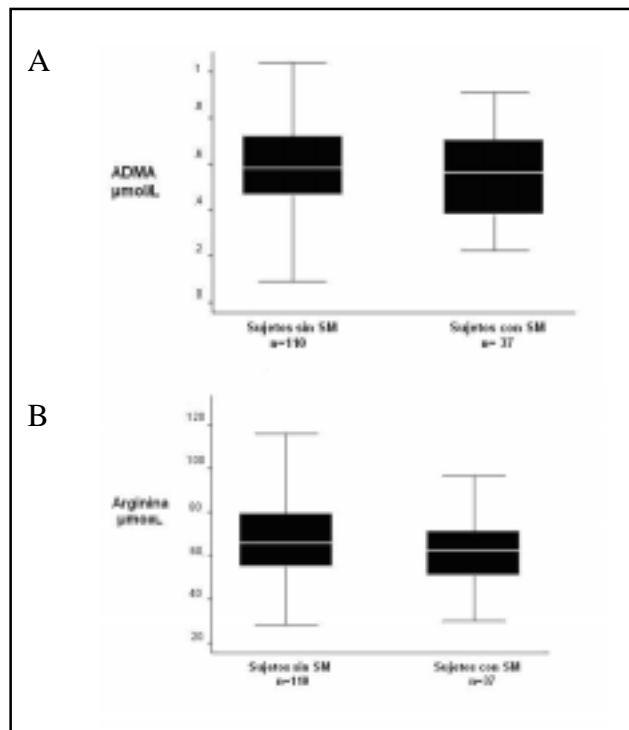 A
1
.8
ADMA
.6
µmol/L
.4
.2
0
Sujetos sin SM
n=110
Sujetos con SM
n= 37
B
120
100
Arginina
80
60
40
20
Sujetos sin SM
n=110
Sujetos con SM
n=37